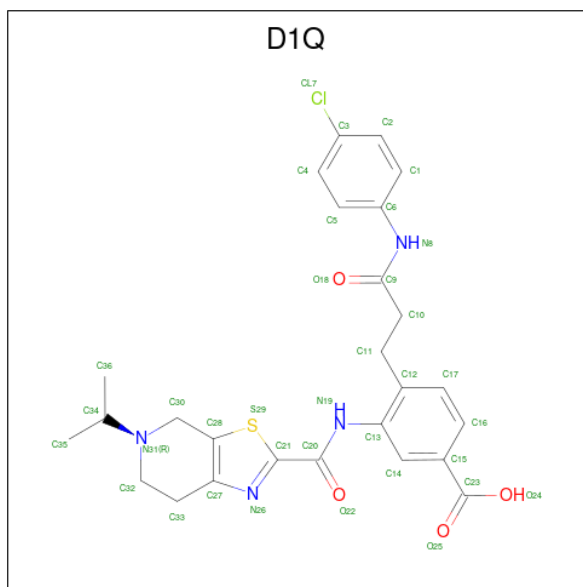 D1Q
CL7
Cl
C3
C2
C4
C1
C5
C6
NH
N8
O18
O
C9
C10
C11
C36
N19
C12
C17
C34
C30
S29
H
N
C13
C16
C35
N
N31(R)
C28
S
C21
C20
C14
C15
C32
C33
C27
N
N26
O
O22
C23
OH
O24
O
O25